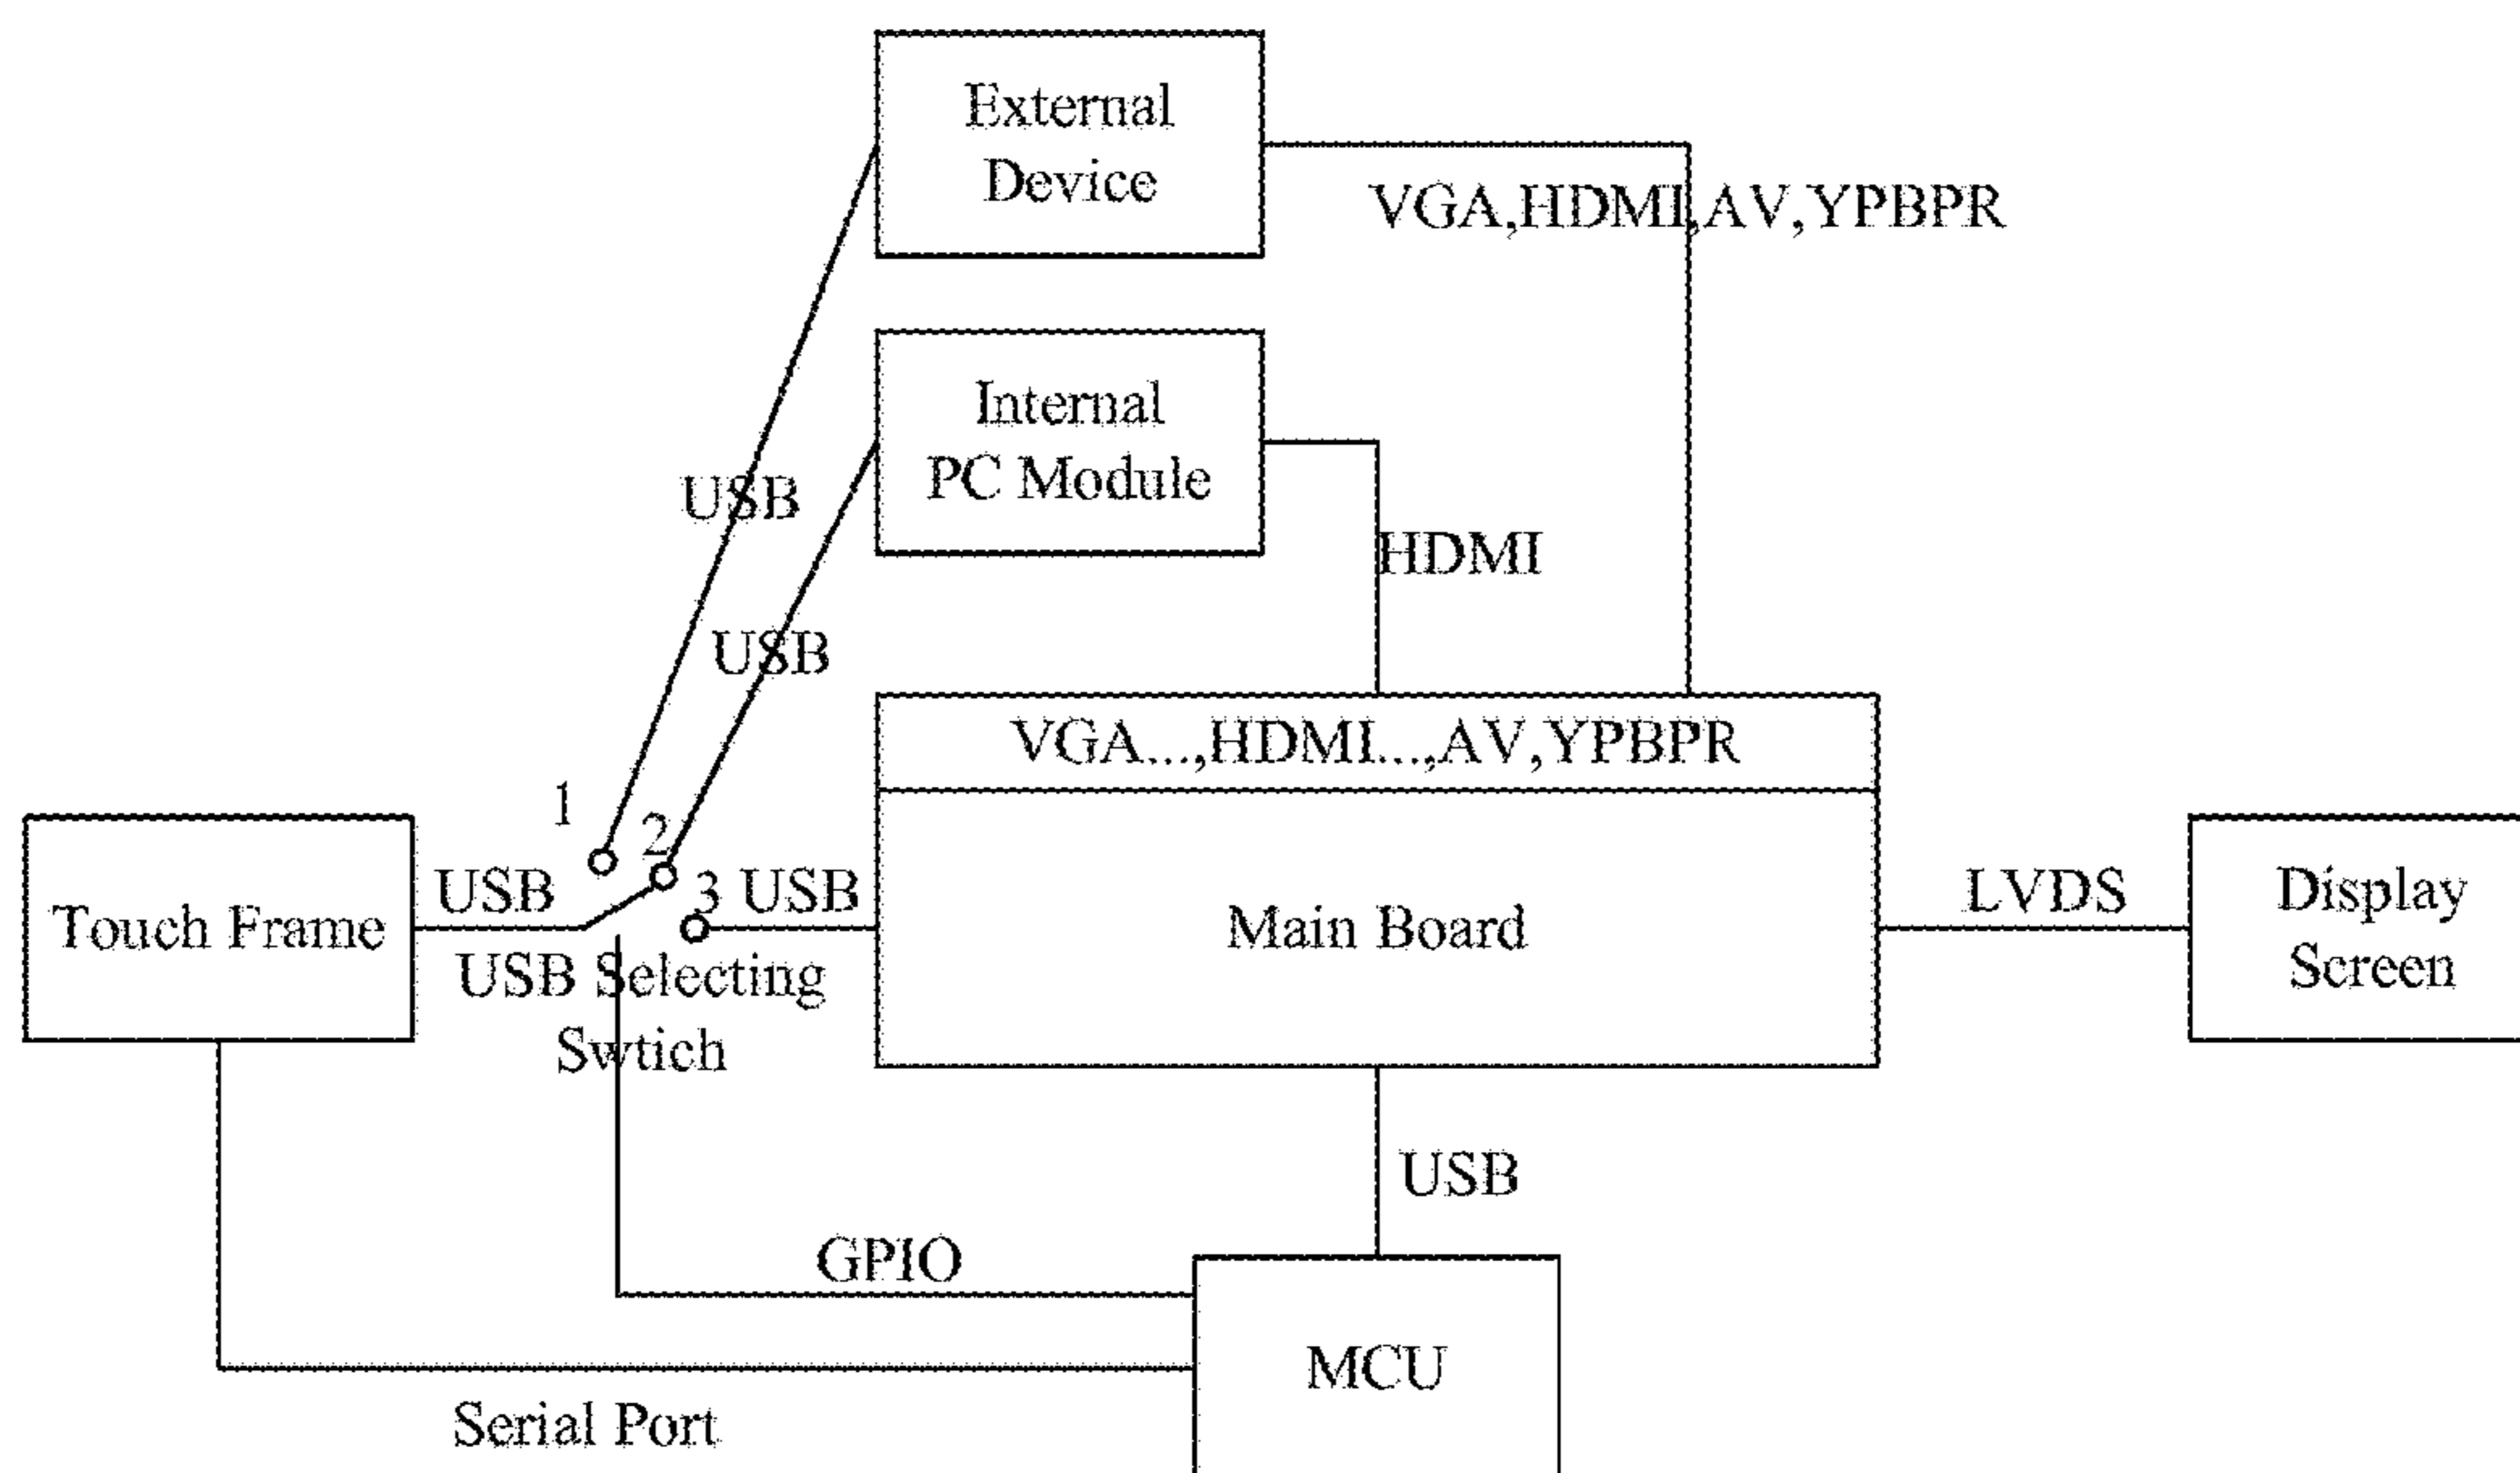 External
Device
VGA,HDMI,AV,YPBPR
Internal
PC Module
USB
HDMI
USB
VGA...,HDMI...,AV,YPBPR
1
2
3
USB
USB
Touch Frame
Main Board
LVDS
Display
Screen
USB Selecting
Swtich
USB
GPIO
MCU
Serial Port